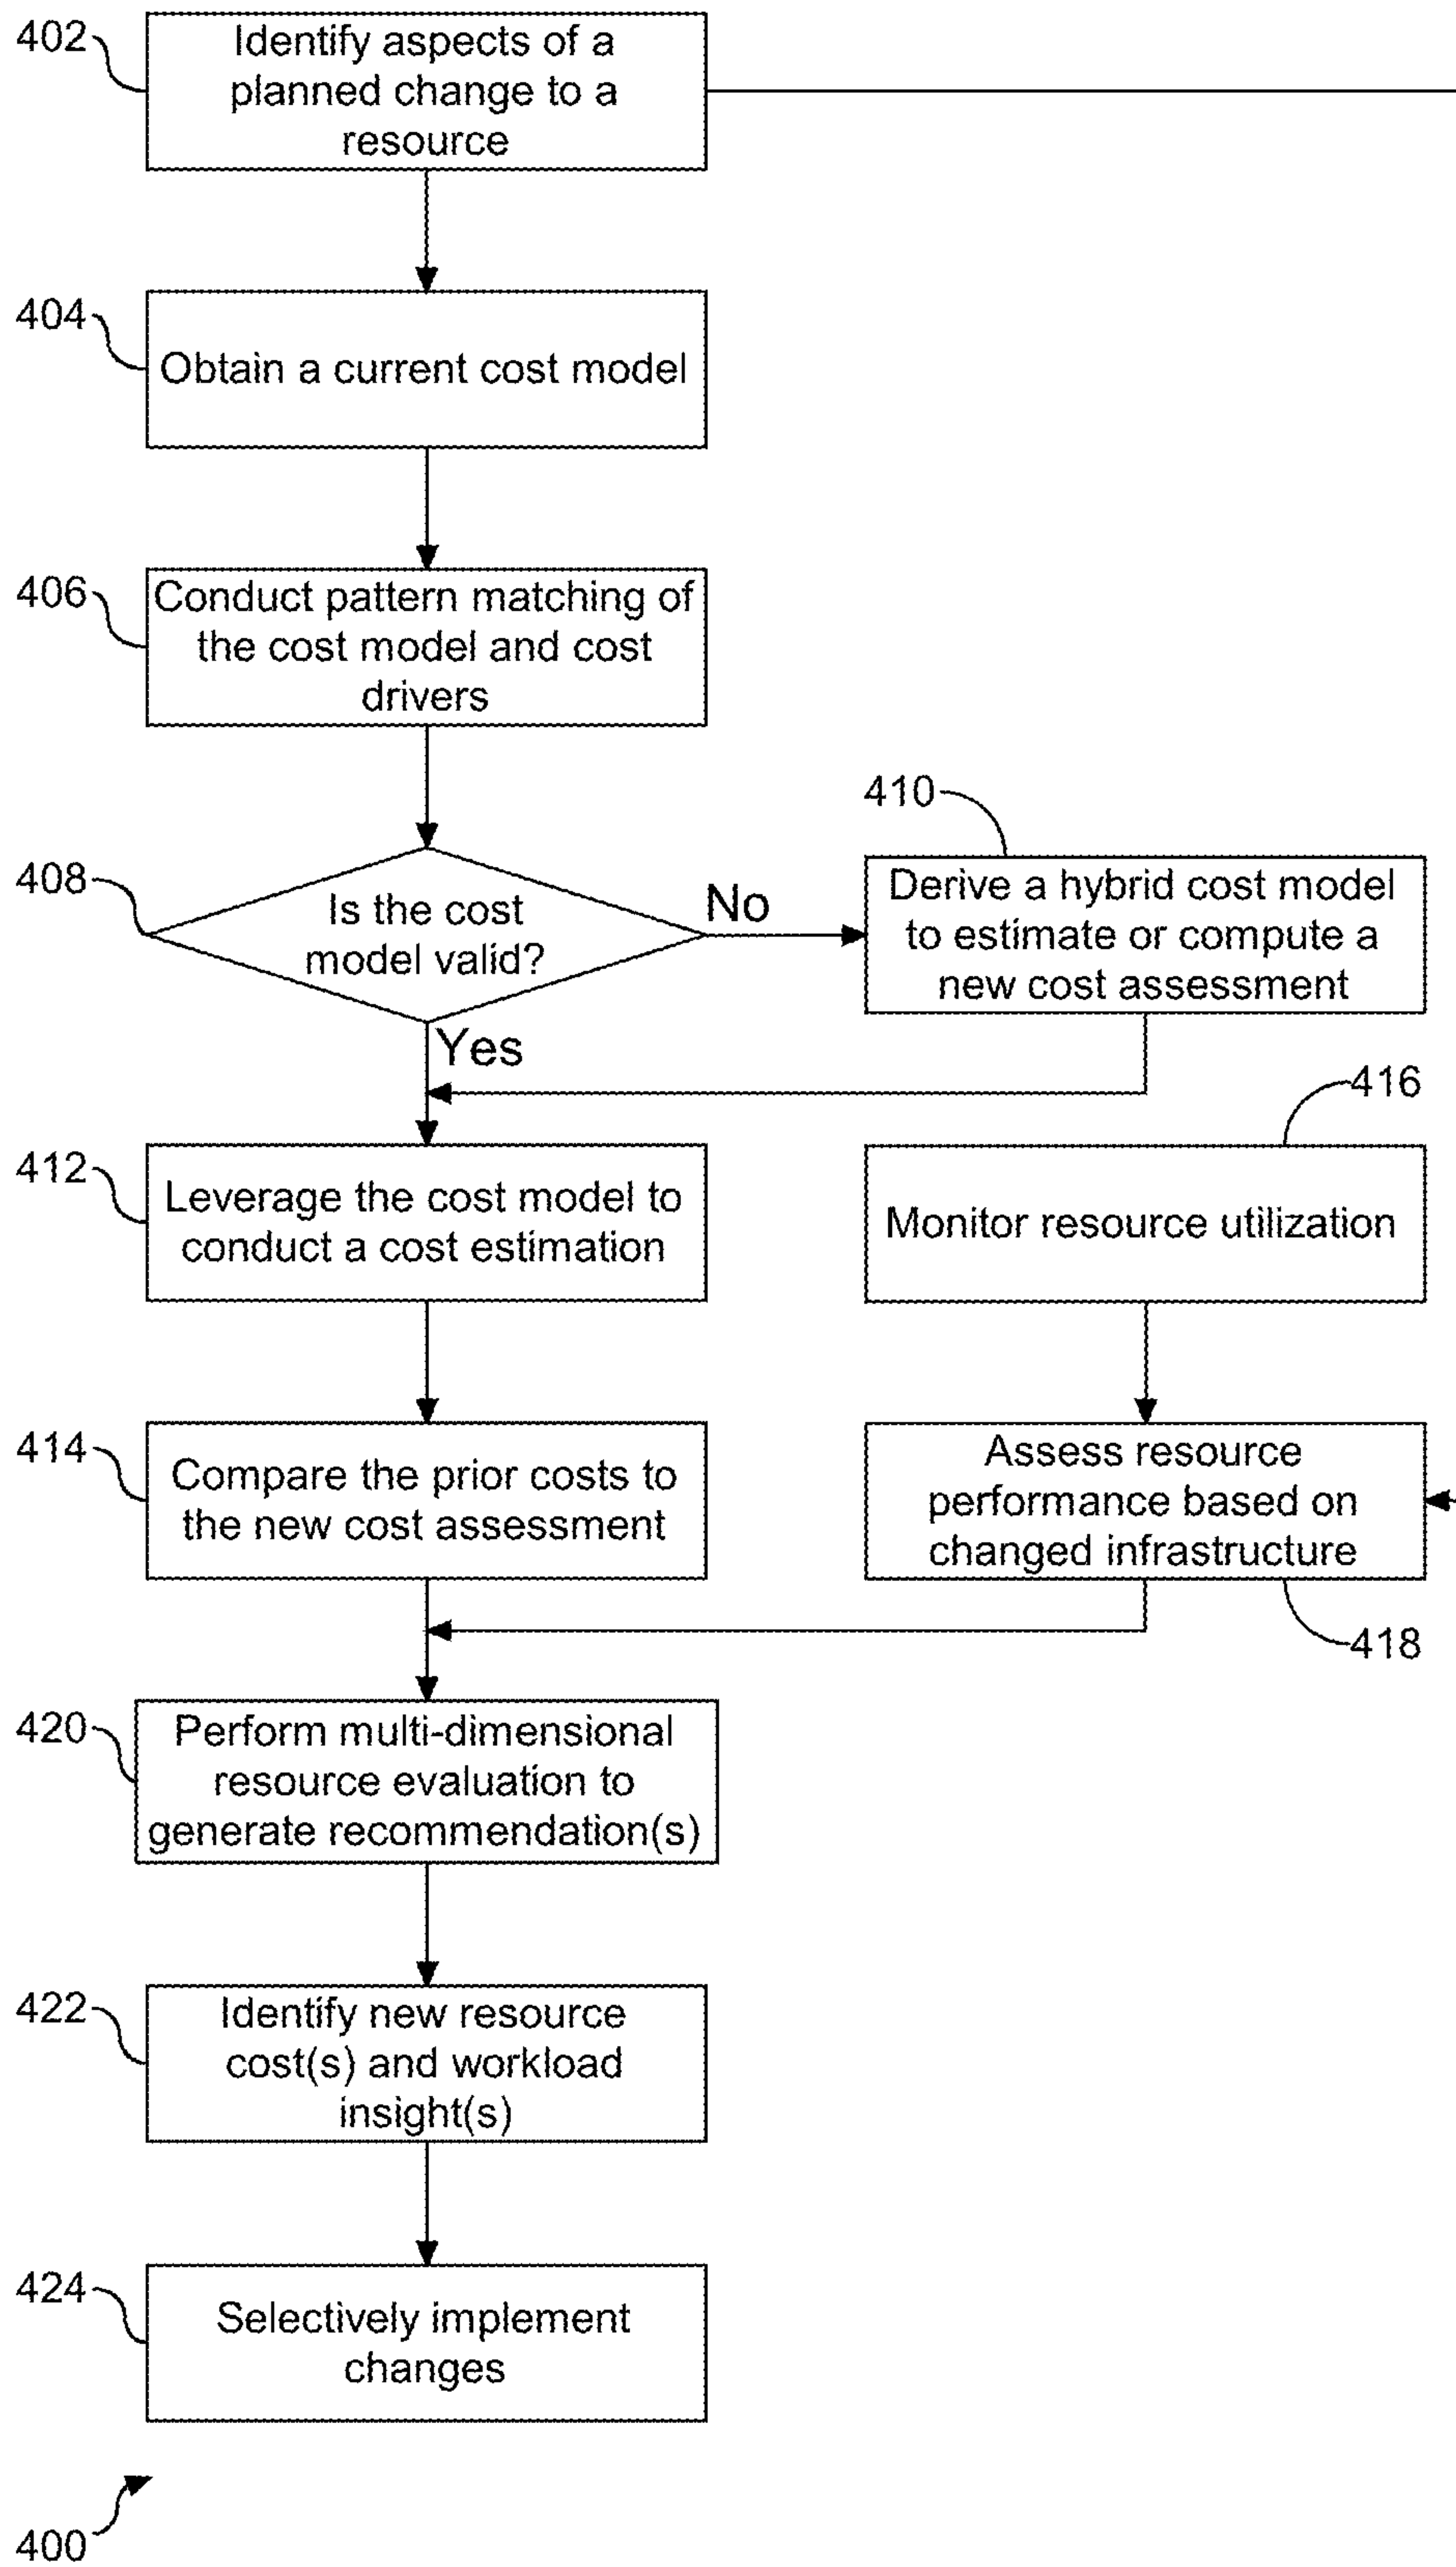 402
Identify aspects of a
planned change to a
resource
404
Obtain a current cost model
406
Conduct pattern matching of
the cost model and cost
drivers
408
Is the cost
model valid?
No
Yes
410
Derive a hybrid cost model
to estimate or compute a
new cost assessment
412
Leverage the cost model to
conduct a cost estimation
416
Monitor resource utilization
414
Compare the prior costs to
the new cost assessment
Assess resource
performance based on
changed infrastructure
418
420
Perform multi-dimensional
resource evaluation to
generate recommendation(s)
422
Identify new resource
cost(s) and workload
insight(s)
424
Selectively implement
changes
400